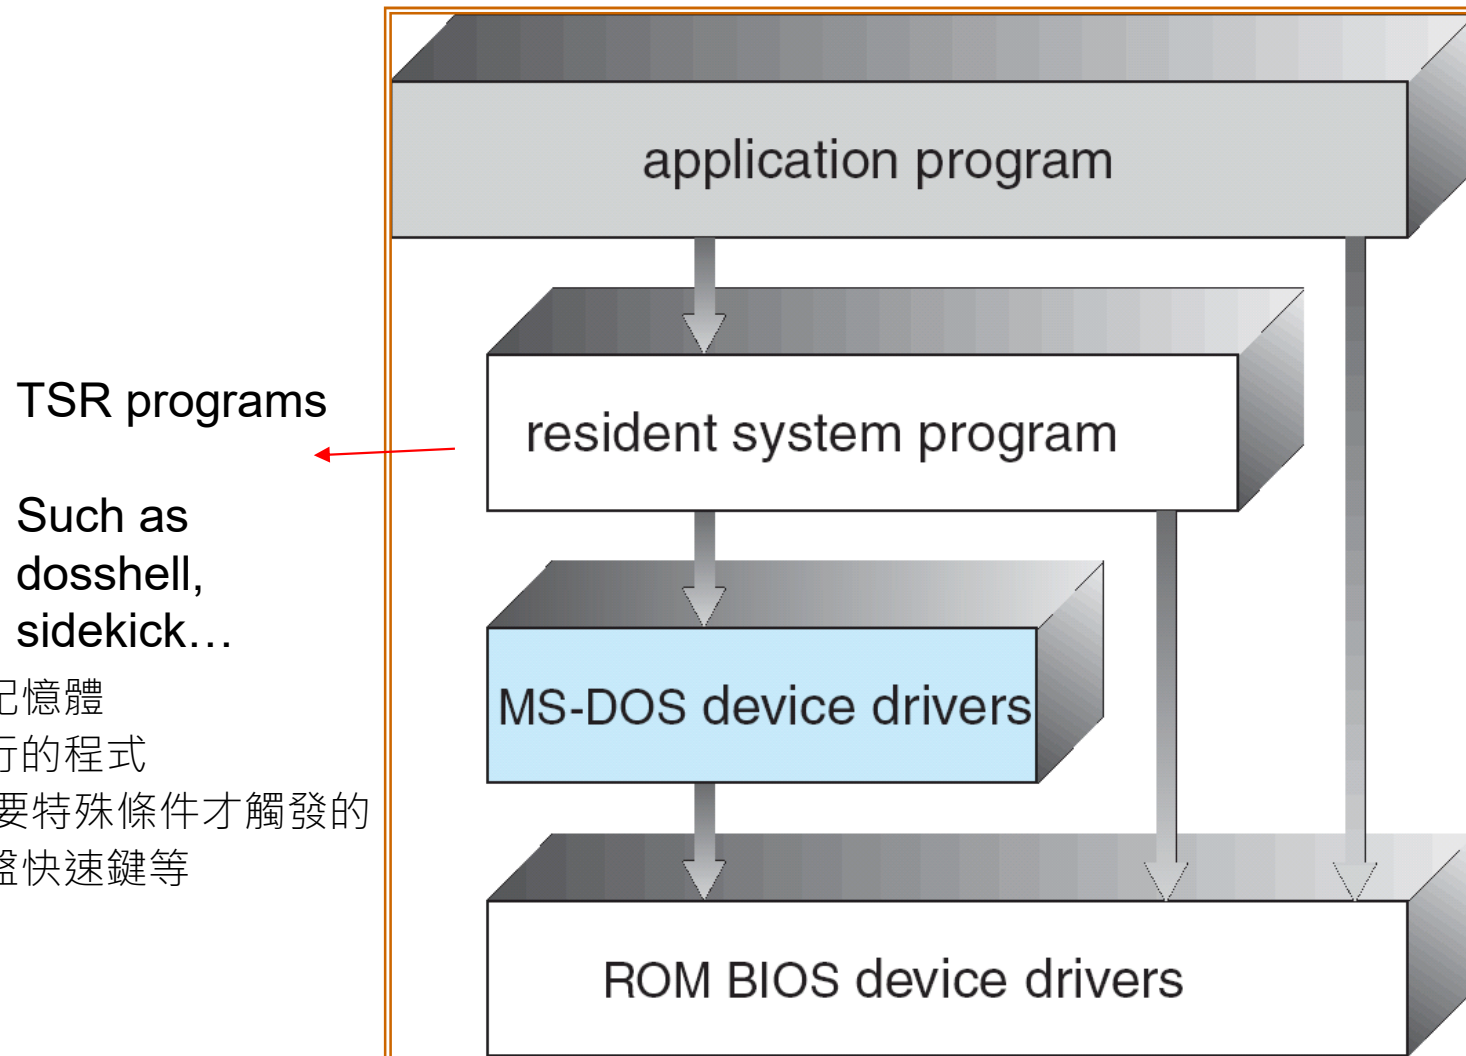 application program
TSR programs
resident system program
Such as
dosshell,
sidekick…
記憶體
行的程式
要特殊條件才觸發的
盤快速鍵等
MS-DOS device drivers
ROM BIOS device drivers